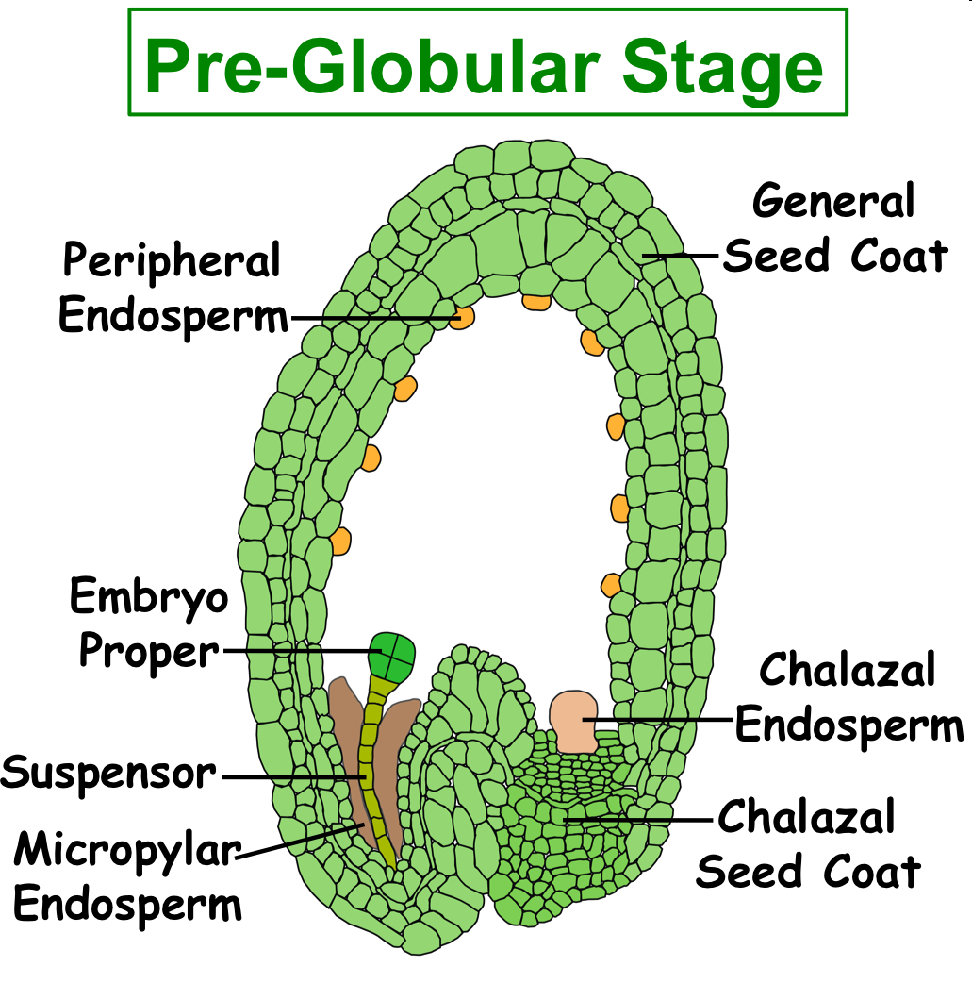 Pre-Globular Stage
General
Seed Coat
Peripheral
Endosperm
Embryo
Proper
Chalazal
Endosperm
Suspensor
Chalazal
Seed Coat
Micropylar
Endosperm